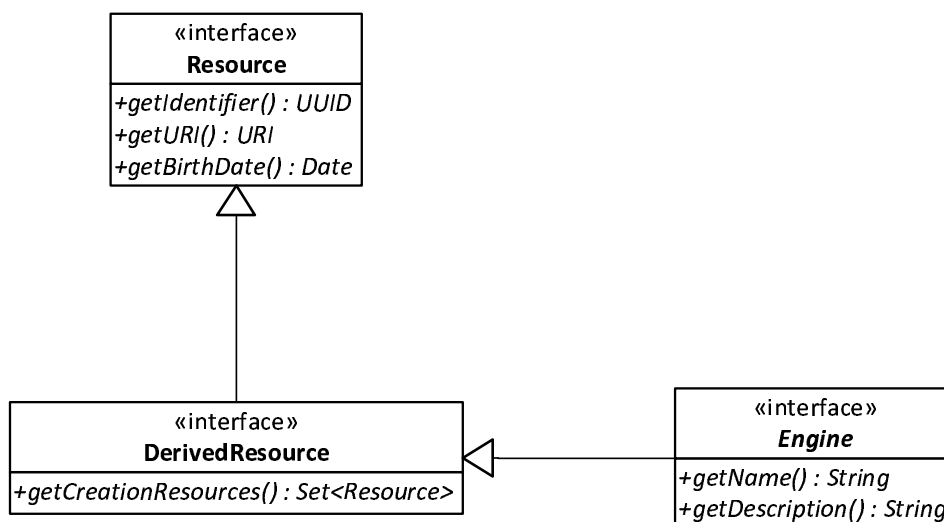 «interface»
Resource
+getIdentifier() : UUID
+getURI() : URI
+getBirthDate() : Date
«interface»
DerivedResource
+getCreationResources() : Set<Resource>
«interface»
Engine
+getName() : String
+getDescription() : String